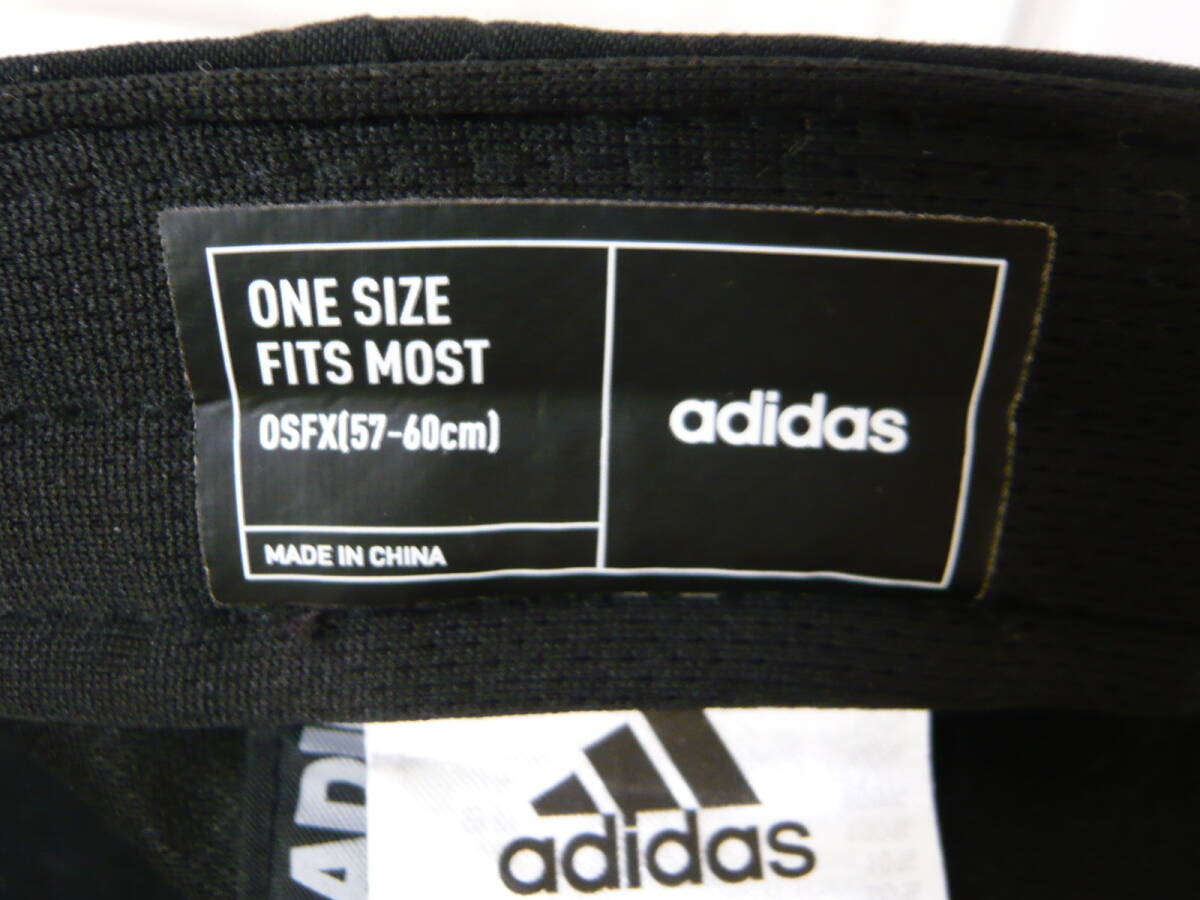 ONE SIZE
FITS MOST
OSFX(57-60cm)
MADE IN CHINA
adidas
adidas